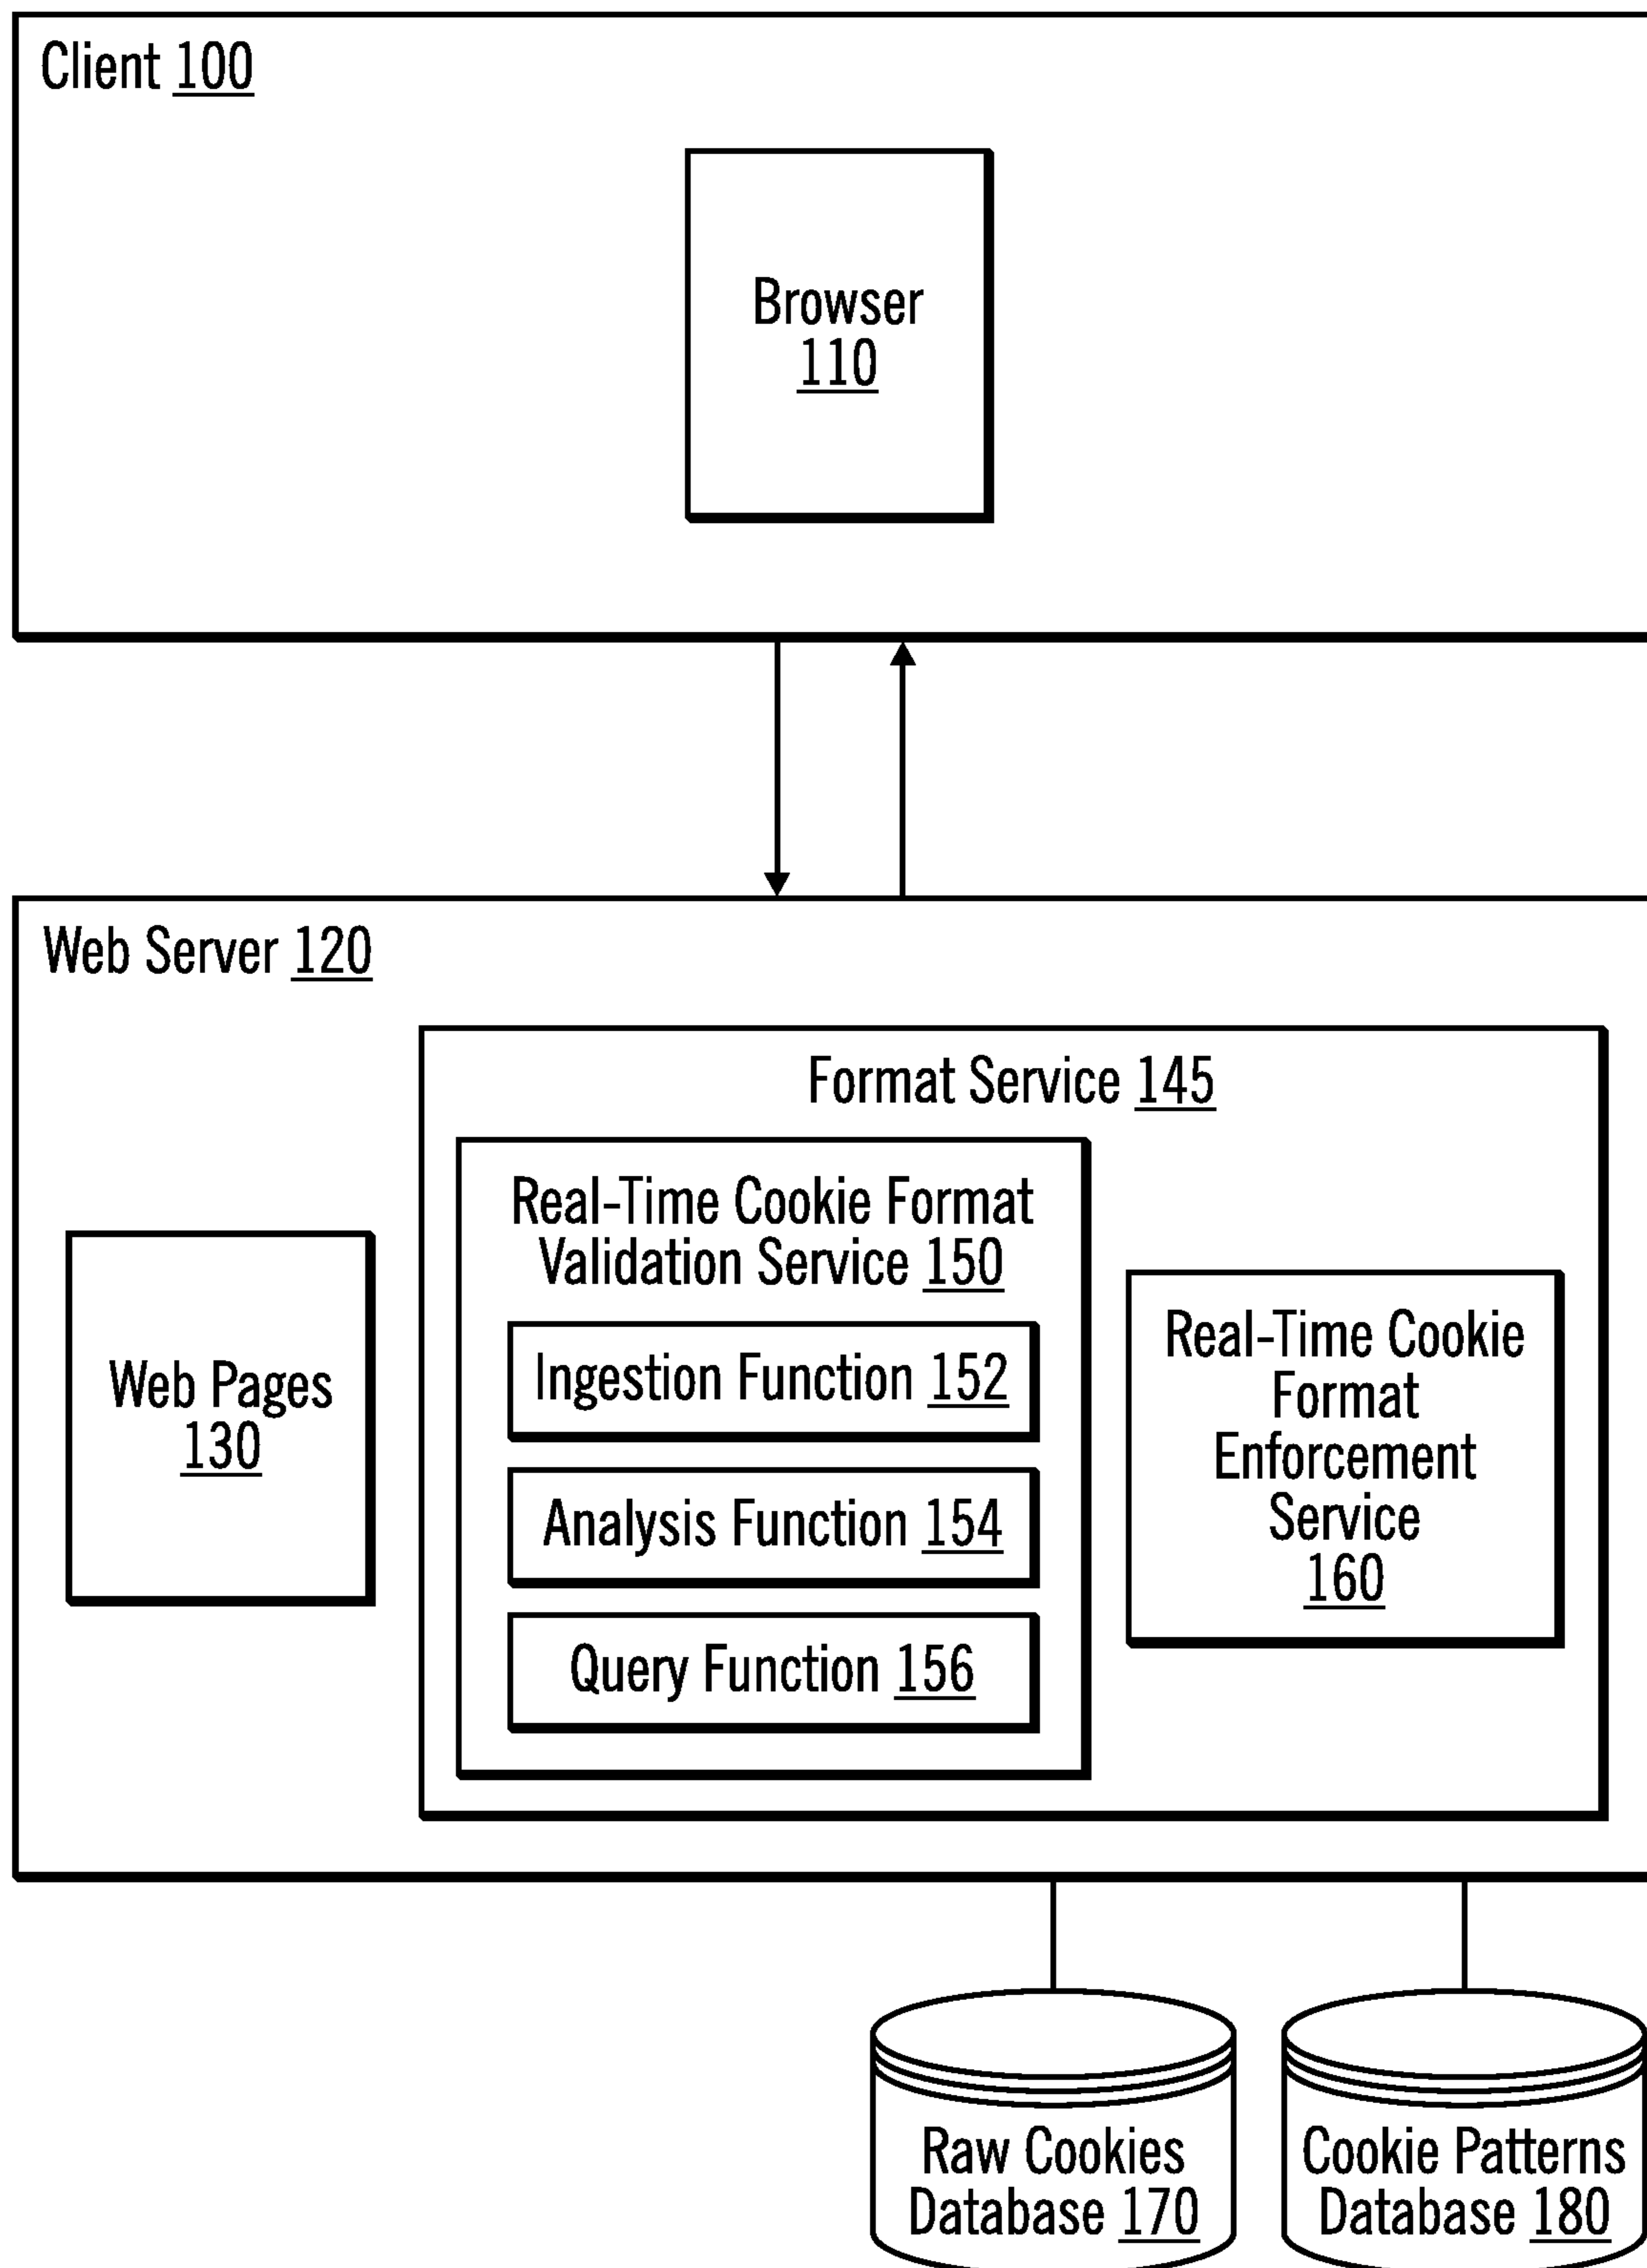 Client 100
Browser
110
Web Server 120
Format Service 145
Real-Time Cookie Format
Validation Service 150
Ingestion Function 152
Analysis Function 154
Query Function 156
Web Pages
130
Real-Time Cookie
Format
Enforcement
Service
160
Raw Cookies
Database 170
Cookie Patterns
Database 180